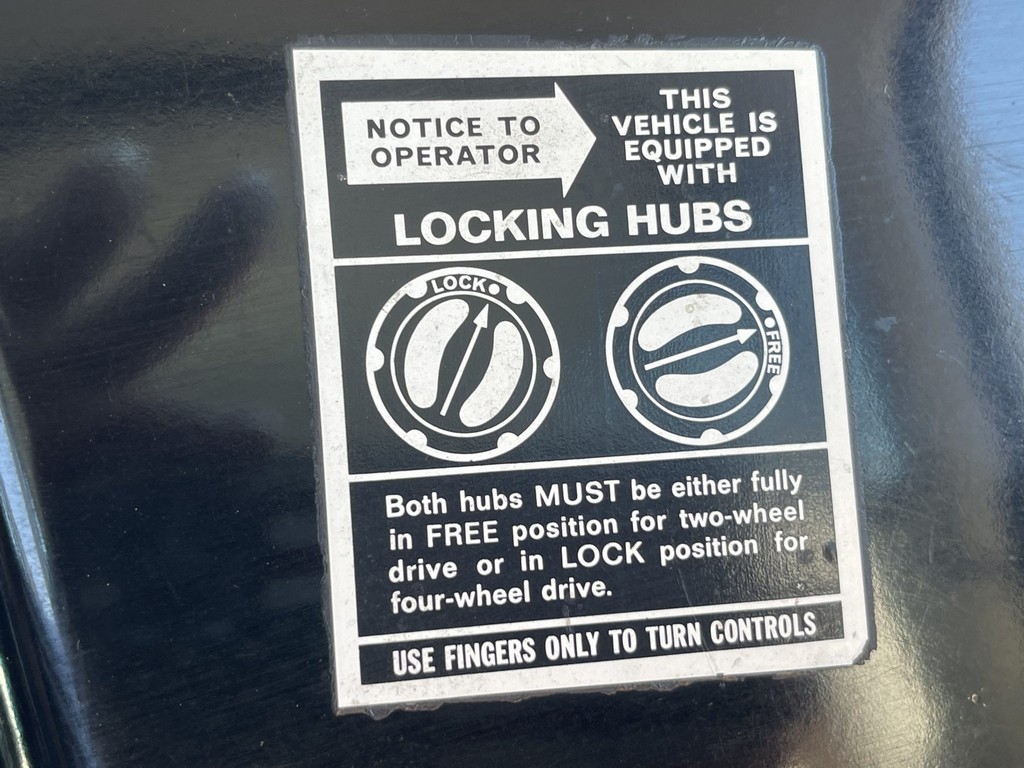 NOTICE TO
OPERATOR
THIS
VEHICLE IS
EQUIPPED
WITH
LOCKING HUBS
LOCK
FREE
Both hubs MUST be either fully
in FREE position for two-wheel
drive or in LOCK position for
four-wheel drive.
USE FINGERS ONLY TO TURN CONTROLS